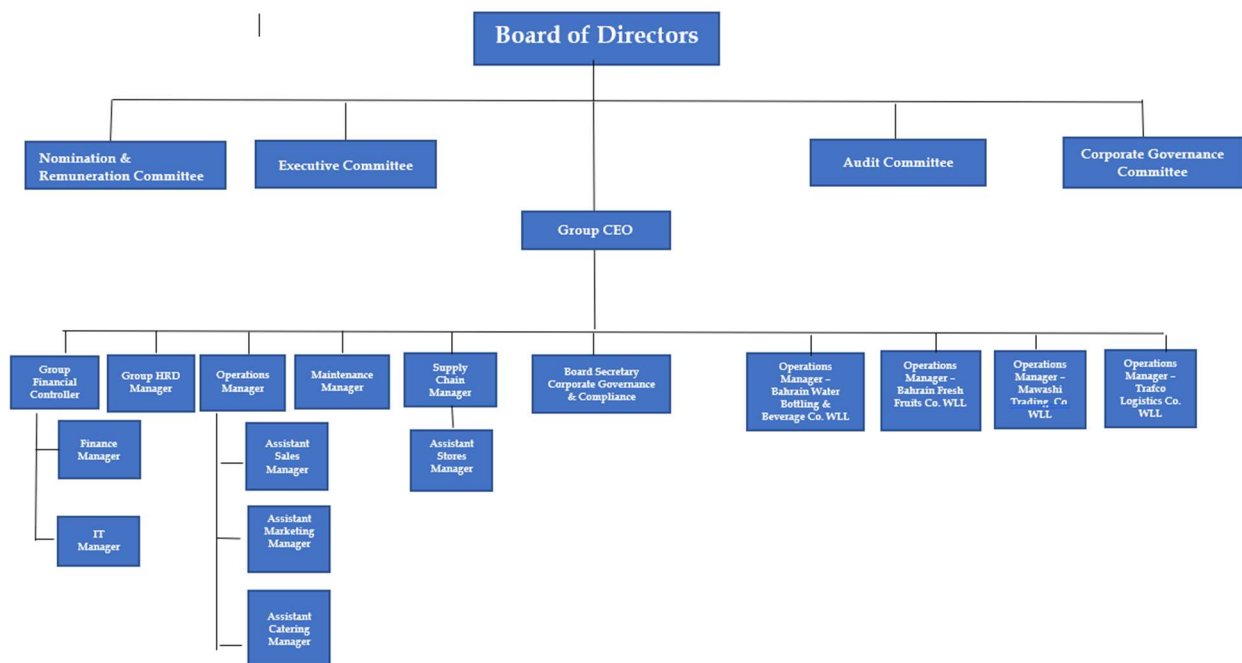 Board of Directors
Nomination &
Remuneration Committee
Executive Committee
Audit Committee
Corporate Governance
Committee
Group CEO
Group
Financial
Controller
Group HRD
Manager
Operations
Manager
Maintenance
Manager
Supply
Chain
Manager
Board Secretary
Corporate Governance
& Compliance
Operations
Manager –
Bahrain Water
Bottling &
Beverage Co. WLL
Operations
Manager –
Bahrain Fresh
Fruits Co. WLL
Operations
Manager –
Mawashi
Trading Co.
WLL
Operations
Manager –
Trafco
Logistics Co.
WLL
Finance
Manager
IT
Manager
Assistant
Sales
Manager
Assistant
Marketing
Manager
Assistant
Catering
Manager
Assistant
Stores
Manager